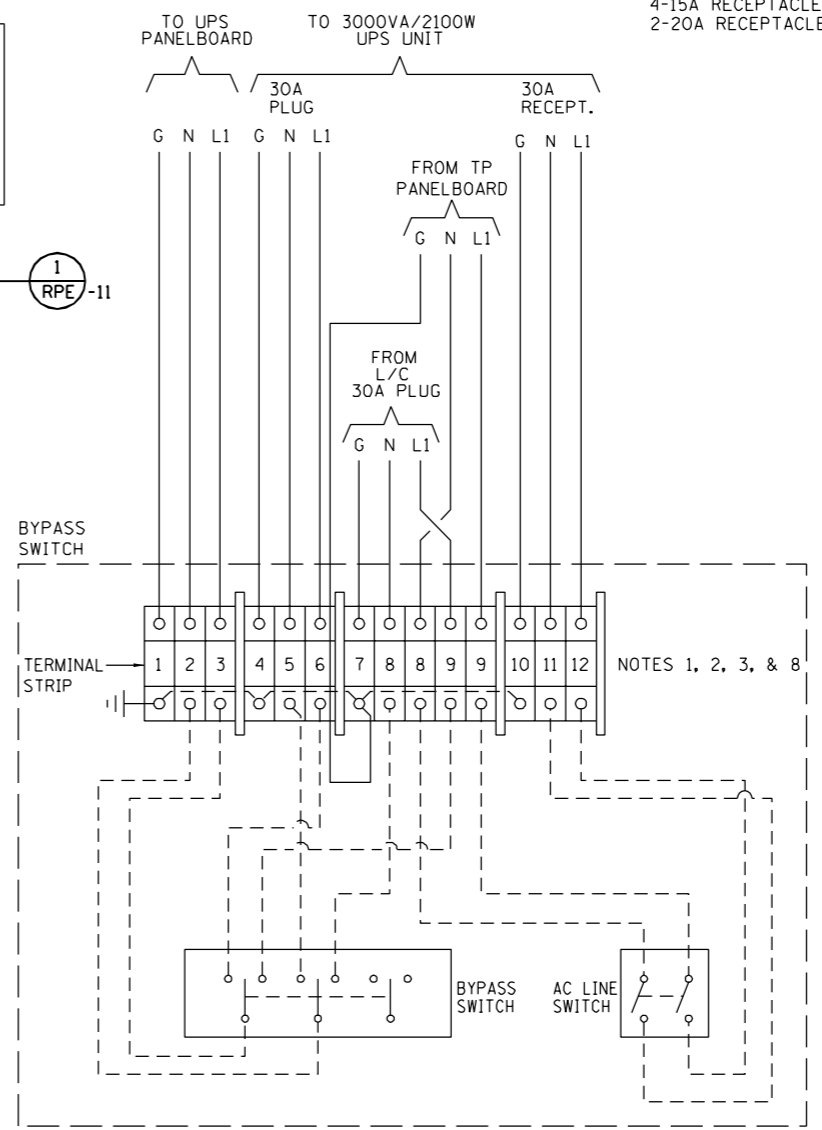 4-15A RECEPTACLE
2-20A RECEPTACLE
TO UPS
PANELBOARD
TO 3000VA/2100W
UPS UNIT
30A
PLUG
30A
RECEPT.
G N L1 G N L1
G N L1
FROM TP
PANELBOARD
G N L1
1
RPE -11
FROM
L/C
30A PLUG
G N L1
BYPASS
SWITCH
TERMINAL
STRIP
1 2 3 4 5 6 7 8 8 9 9 10 11 12
NOTES 1, 2, 3, & 8
BYPASS
SWITCH
AC LINE
SWITCH